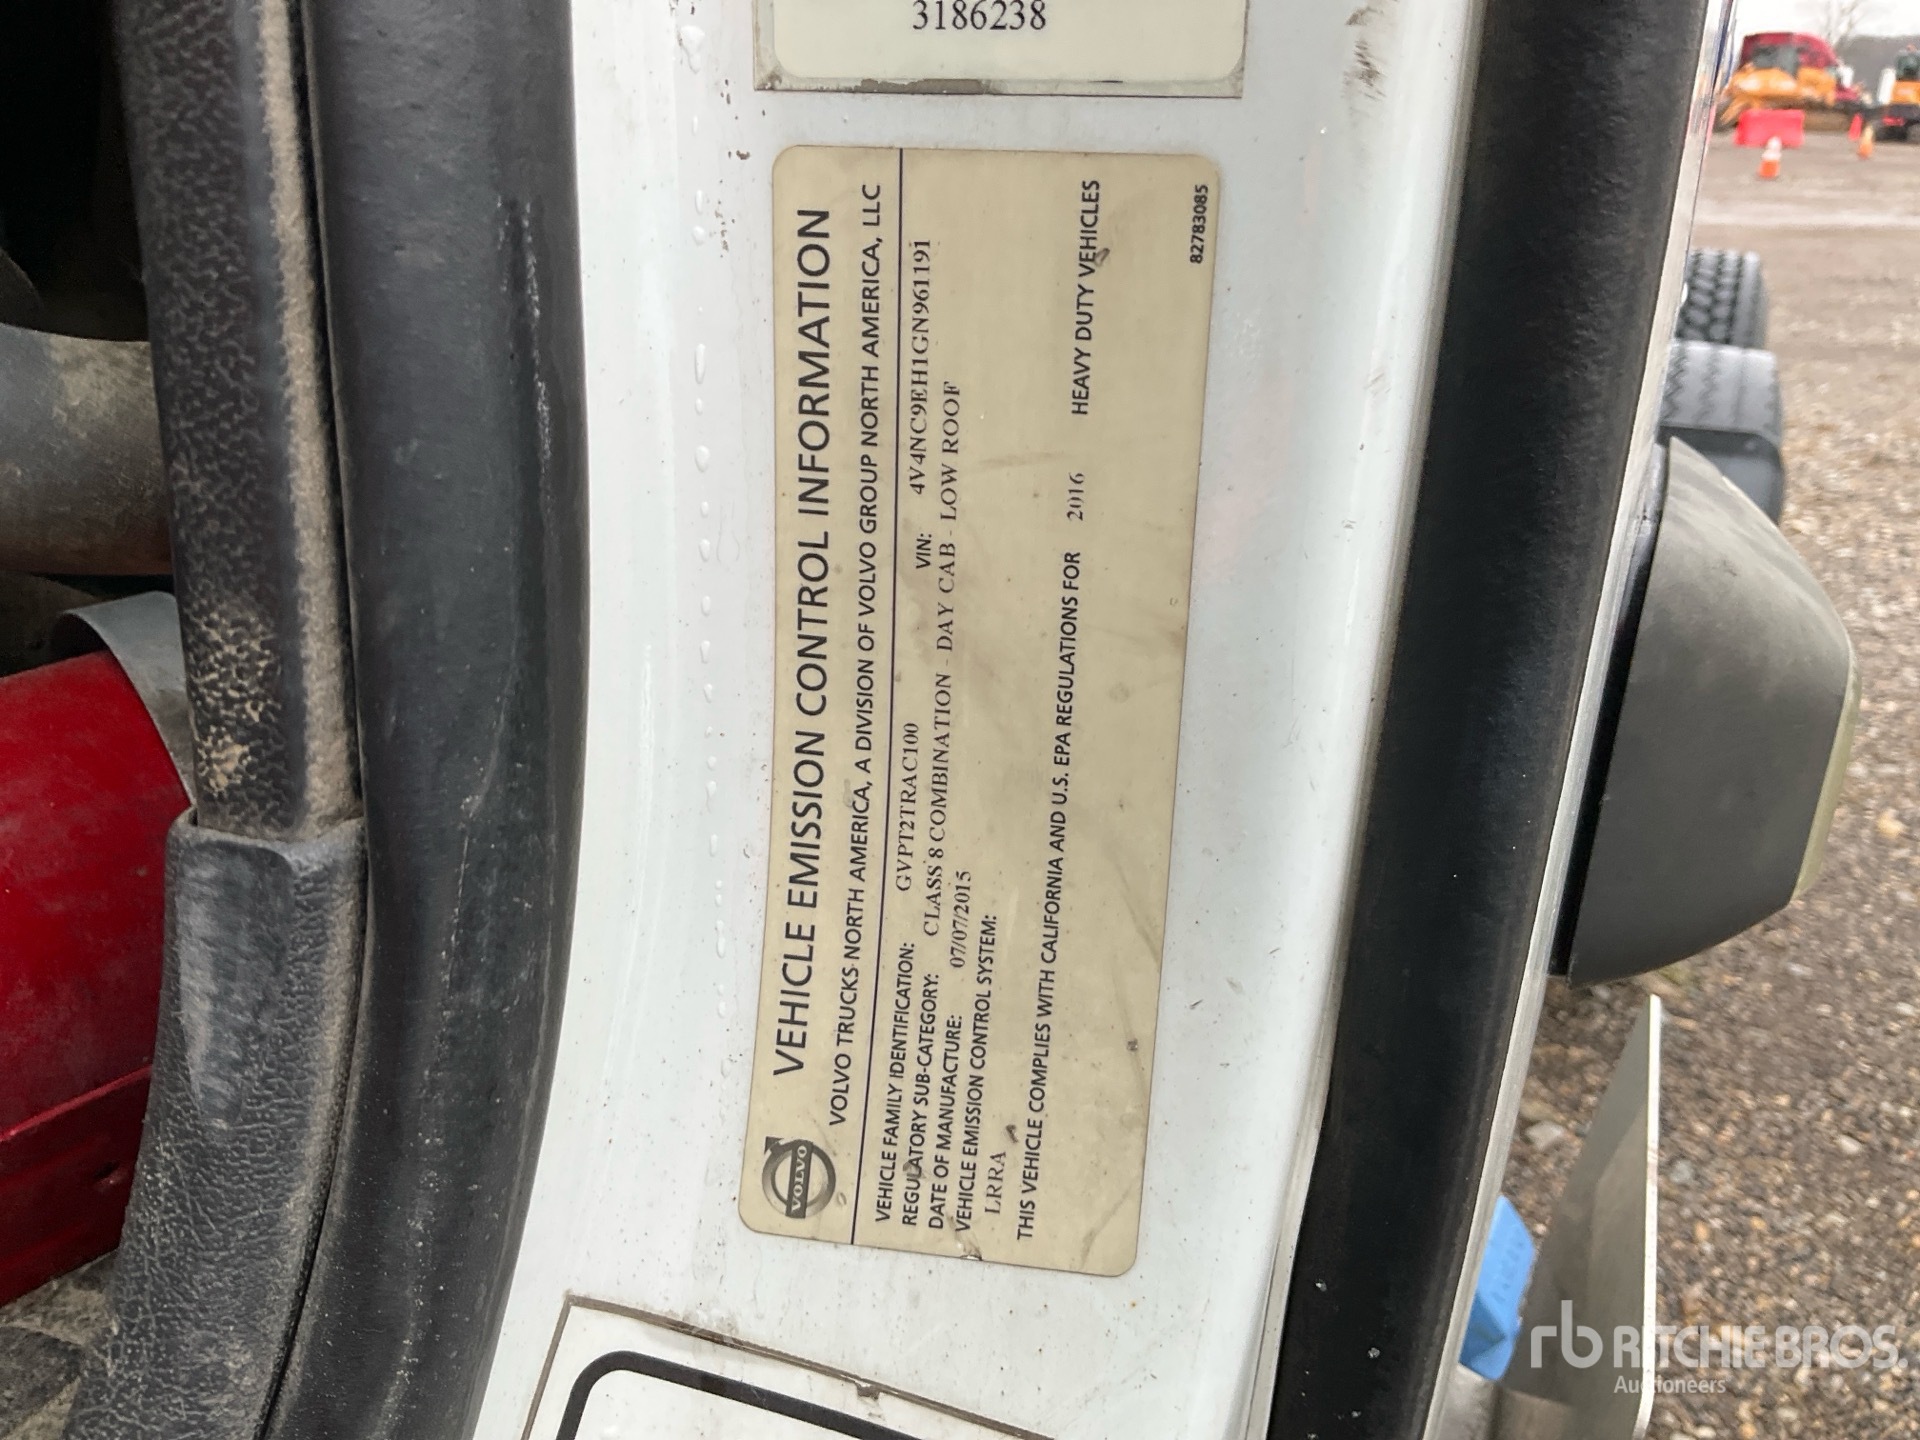 3186238
VEHICLE EMISSION CONTROL INFORMATION
VOLVO TRUCKS NORTH AMERICA, A DIVISION OF VOLVO GROUP NORTH AMERICA, LLC
VOLVO
VEHICLE FAMILY IDENTIFICATION: GVPT2TRAC100 VIN: 4V4NC9EH1GN961191
REGULATORY SUB-CATEGORY: CLASS 8 COMBINATION - DAY CAB - LOW ROOF
DATE OF MANUFACTURE: 07/07/2015
VEHICLE EMISSION CONTROL SYSTEM:
LRRA
THIS VEHICLE COMPLIES WITH CALIFORNIA AND U.S. EPA REGULATIONS FOR 2016 HEAVY DUTY VEHICLES
82783085
rb RITCHIE BROS.
Auctioneers